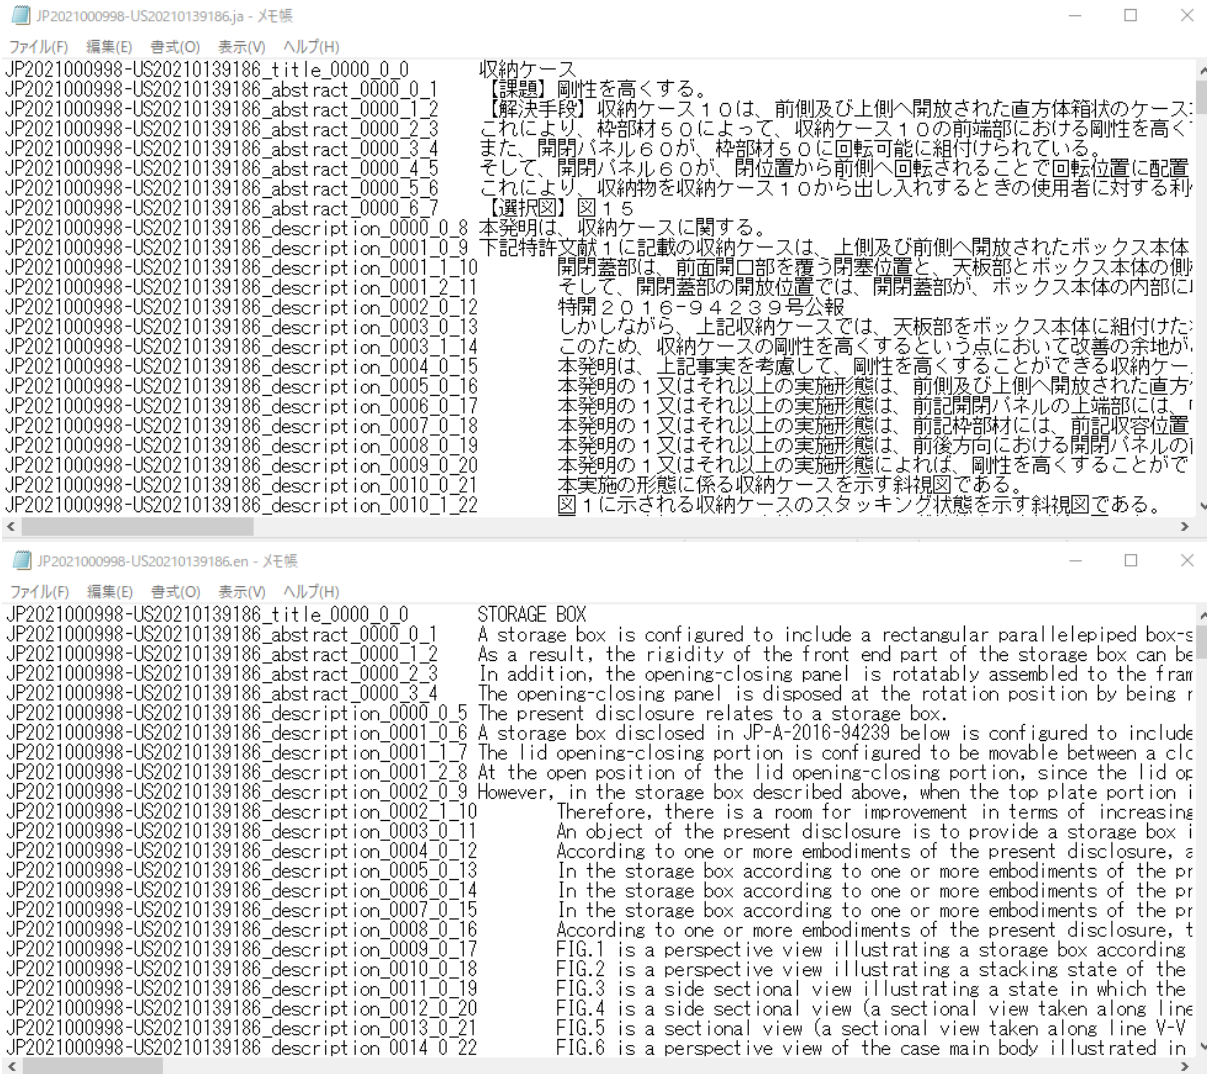 JP2021000998-US20210139186.ja - メモ帳
ファイル(F) 編集(E) 書式(O) 表示(V) ヘルプ(H)
JP2021000998-US20210139186_title_0000_0_0 収納ケース
JP2021000998-US20210139186_abstract_0000_0_1 【課題】剛性を高くする。
JP2021000998-US20210139186_abstract_0000_1_2 【解決手段】収納ケース１０は、前側及び上側へ開放された直方体箱状のケース
JP2021000998-US20210139186_abstract_0000_2_3 これにより、枠部材５０によって、収納ケース１０の前端部における剛性を高く
JP2021000998-US20210139186_abstract_0000_3_4 また、開閉パネル６０が、枠部材５０に回転可能に組付けられている。
JP2021000998-US20210139186_abstract_0000_4_5 そして、開閉パネル６０が、閉位置から前側へ回転されることで回転位置に配置
JP2021000998-US20210139186_abstract_0000_5_6 これにより、収納物を収納ケース１０から出し入れするときの使用者に対する利
JP2021000998-US20210139186_abstract_0000_6_7 【選択図】図１５
JP2021000998-US20210139186_description_0000_0_8 本発明は、収納ケースに関する。
JP2021000998-US20210139186_description_0001_0_9 下記特許文献１に記載の収納ケースは、上側及び前側へ開放されたボックス本体
JP2021000998-US20210139186_description_0001_1_10 開閉蓋部は、前面開口部を覆う閉塞位置と、天板部とボックス本体の側
JP2021000998-US20210139186_description_0001_2_11 そして、開閉蓋部の開放位置では、開閉蓋部が、ボックス本体の内部に
JP2021000998-US20210139186_description_0002_0_12 特開２０１６-９４２３９号公報
JP2021000998-US20210139186_description_0003_0_13 しかしながら、上記収納ケースでは、天板部をボックス本体に組付けた
JP2021000998-US20210139186_description_0003_1_14 このため、収納ケースの剛性を高くするという点において改善の余地が
JP2021000998-US20210139186_description_0004_0_15 本発明は、上記事実を考慮して、剛性を高くすることができる収納ケー
JP2021000998-US20210139186_description_0005_0_16 本発明の１又はそれ以上の実施形態は、前側及び上側へ開放された直方
JP2021000998-US20210139186_description_0006_0_17 本発明の１又はそれ以上の実施形態は、前記開閉パネルの上端部には、
JP2021000998-US20210139186_description_0007_0_18 本発明の１又はそれ以上の実施形態は、前記枠部材には、前記収容位置
JP2021000998-US20210139186_description_0008_0_19 本発明の１又はそれ以上の実施形態は、前後方向における開閉パネルの
JP2021000998-US20210139186_description_0009_0_20 本発明の１又はそれ以上の実施形態によれば、剛性を高くすることがで
JP2021000998-US20210139186_description_0010_0_21 本実施の形態に係る収納ケースを示す斜視図である。
JP2021000998-US20210139186_description_0010_1_22 図１に示される収納ケースのスタッキング状態を示す斜視図である。
JP2021000998-US20210139186.en - メモ帳
ファイル(F) 編集(E) 書式(O) 表示(V) ヘルプ(H)
JP2021000998-US20210139186_title_0000_0_0 STORAGE BOX
JP2021000998-US20210139186_abstract_0000_0_1 A storage box is configured to include a rectangular parallelepiped box-s
JP2021000998-US20210139186_abstract_0000_1_2 As a result, the rigidity of the front end part of the storage box can be
JP2021000998-US20210139186_abstract_0000_2_3 In addition, the opening-closing panel is rotatably assembled to the fram
JP2021000998-US20210139186_abstract_0000_3_4 The opening-closing panel is disposed at the rotation position by being r
JP2021000998-US20210139186_description_0000_0_5 The present disclosure relates to a storage box.
JP2021000998-US20210139186_description_0001_0_6 A storage box disclosed in JP-A-2016-94239 below is configured to include
JP2021000998-US20210139186_description_0001_1_7 The lid opening-closing portion is configured to be movable between a clo
JP2021000998-US20210139186_description_0001_2_8 At the open position of the lid opening-closing portion, since the lid op
JP2021000998-US20210139186_description_0002_0_9 However, in the storage box described above, when the top plate portion i
JP2021000998-US20210139186_description_0002_1_10 Therefore, there is a room for improvement in terms of increasing
JP2021000998-US20210139186_description_0003_0_11 An object of the present disclosure is to provide a storage box i
JP2021000998-US20210139186_description_0004_0_12 According to one or more embodiments of the present disclosure, a
JP2021000998-US20210139186_description_0005_0_13 In the storage box according to one or more embodiments of the pr
JP2021000998-US20210139186_description_0006_0_14 In the storage box according to one or more embodiments of the pr
JP2021000998-US20210139186_description_0007_0_15 In the storage box according to one or more embodiments of the pr
JP2021000998-US20210139186_description_0008_0_16 According to one or more embodiments of the present disclosure, t
JP2021000998-US20210139186_description_0009_0_17 FIG.1 is a perspective view illustrating a storage box according
JP2021000998-US20210139186_description_0010_0_18 FIG.2 is a perspective view illustrating a stacking state of the
JP2021000998-US20210139186_description_0011_0_19 FIG.3 is a side sectional view illustrating a state in which the
JP2021000998-US20210139186_description_0012_0_20 FIG.4 is a side sectional view (a sectional view taken along line
JP2021000998-US20210139186_description_0013_0_21 FIG.5 is a sectional view (a sectional view taken along line V-V
JP2021000998-US20210139186_description_0014_0_22 FIG.6 is a perspective view of the case main body illustrated in